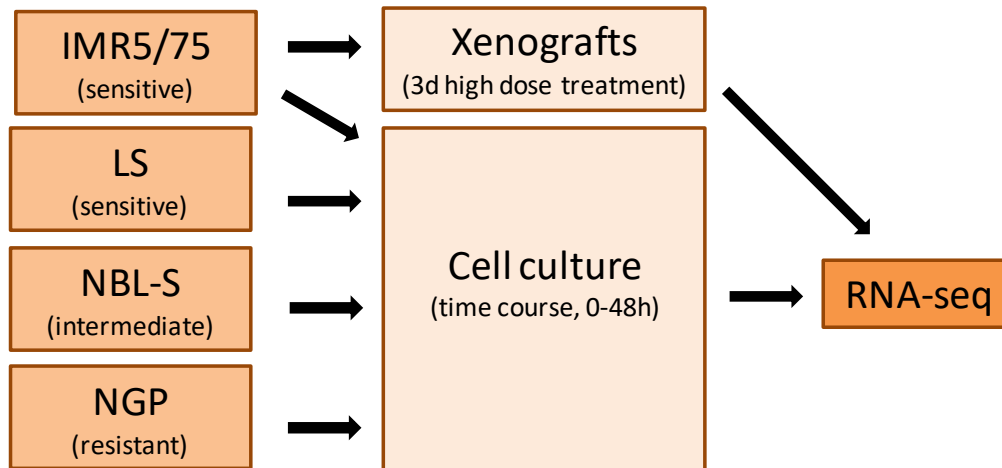 IMR5/75
(sensitive)
Xenografts
(3d high dose treatment)
LS
(sensitive)
NBL-S
(intermediate)
NGP
(resistant)
Cell culture
(time course, 0-48h)
RNA-seq